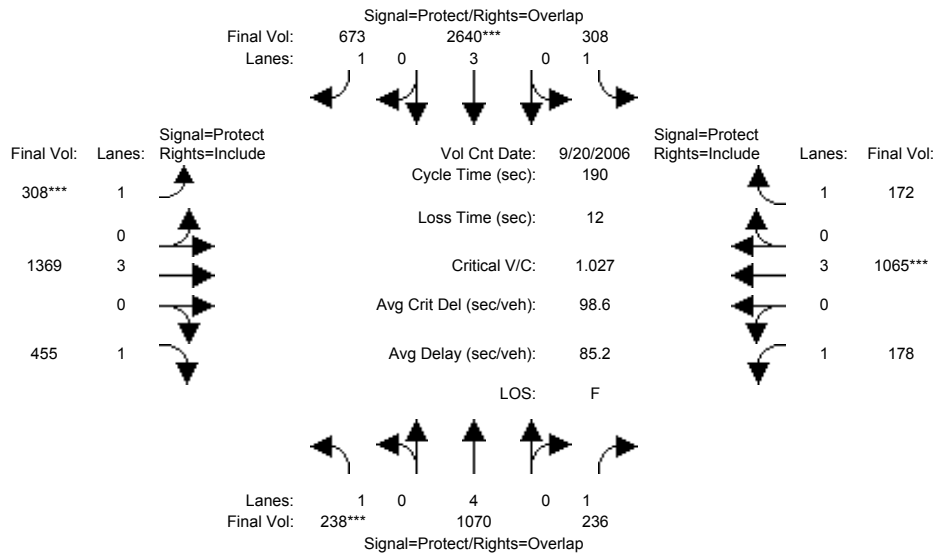 Signal=Protect/Rights=Overlap
Final Vol: 673 2640*** 308
Lanes: 1 0 3 0 1
Signal=Protect Signal=Protect
Final Vol: Lanes: Rights=Include Vol Cnt Date: 9/20/2006 Rights=Include Lanes: Final Vol:
Cycle Time (sec): 190
308*** 1 1 172
Loss Time (sec): 12
0 0
1369 3 Critical V/C: 1.027 3 1065***
0 Avg Crit Del (sec/veh): 98.6 0
455 1 Avg Delay (sec/veh): 85.2 1 178
LOS: F
Lanes: 1 0 4 0 1
Final Vol: 238*** 1070 236
Signal=Protect/Rights=Overlap